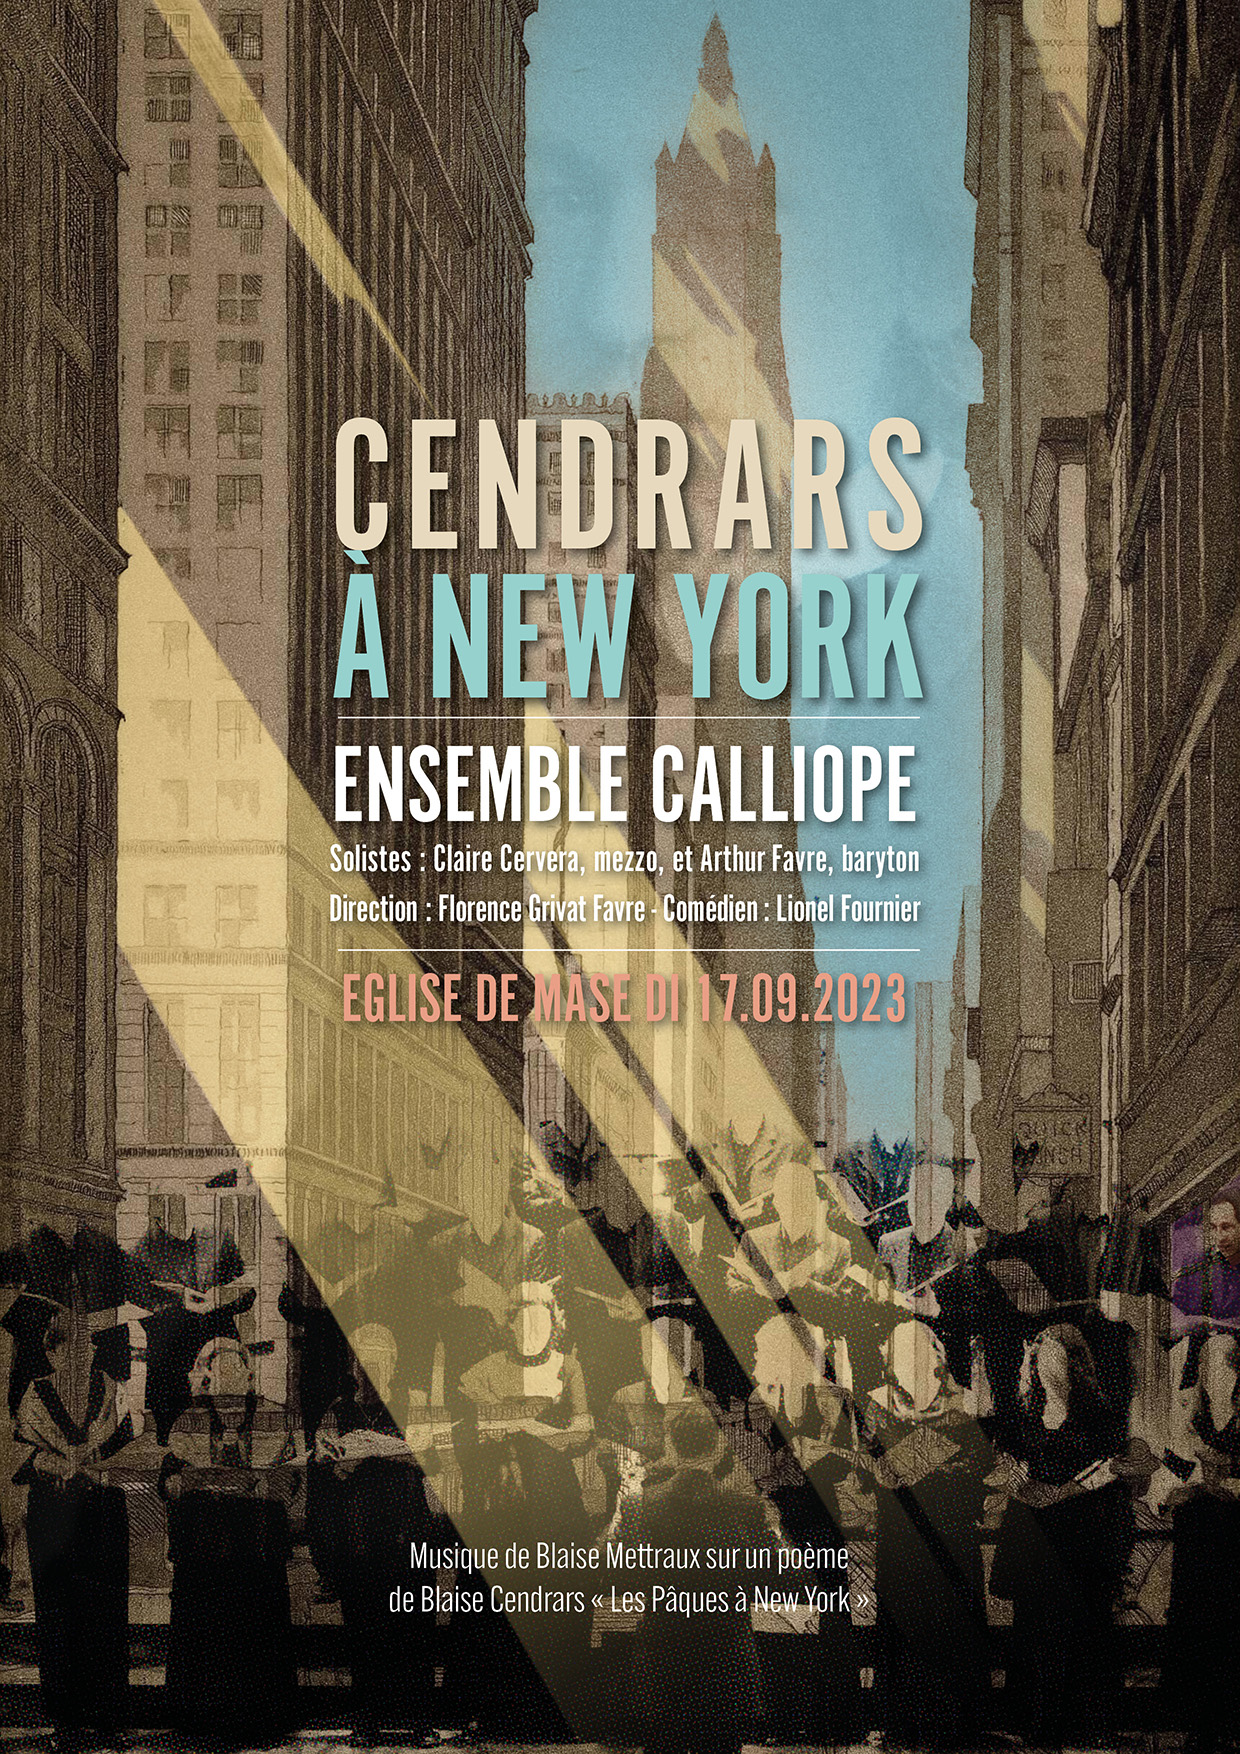 CENDRARS
À NEW YORK
ENSEMBLE CALLIOPE
Solistes : Claire Cervera, mezzo, et Arthur Favre, baryton
Direction : Florence Grivat Favre - Comédien : Lionel Fournier
EGLISE DE MASE DI 17.09.2023
Musique de Blaise Mettraux sur un poème
de Blaise Cendrars « Les Pâques à New York »